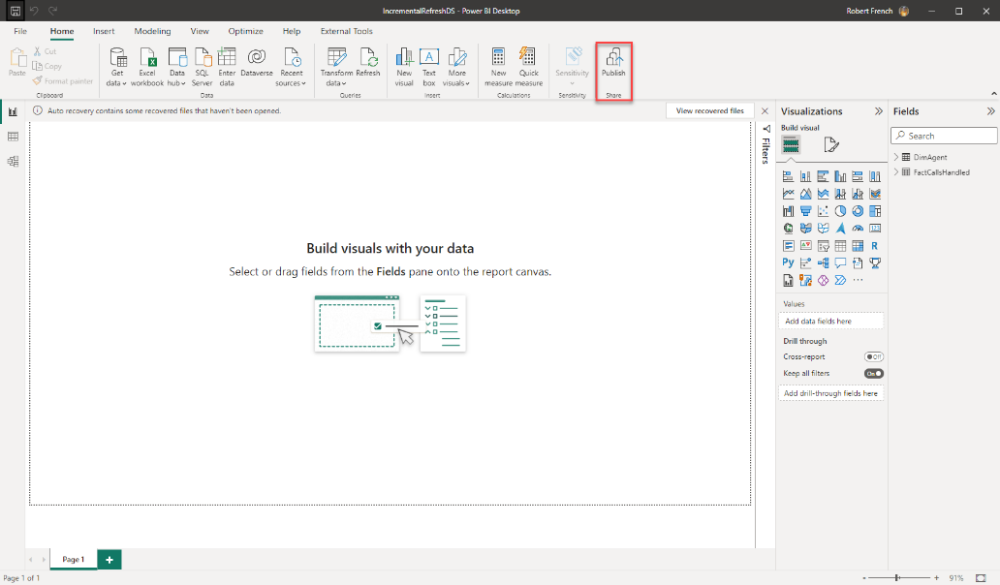 IncrementalRefreshDS - Power BI Desktop
Robert French
File Home Insert Modeling View Optimize Help External Tools
Paste
Cut
Copy
Format painter
Clipboard
Get data
Excel workbook
Data hub
SQL Server
Enter data
Dataverse
Recent sources
Data
Transform data
Refresh
Queries
New visual
Text box
More visuals
Insert
New measure
Quick measure
Calculations
Sensitivity
Sensitivity
Publish
Share
Auto recovery contains some recovered files that haven't been opened.
View recovered files
Filters
Build visuals with your data
Select or drag fields from the Fields pane onto the report canvas.
Visualizations
Build visual
R
Py
Values
Add data fields here
Drill through
Cross-report
Off
Keep all filters
On
Add drill-through fields here
Fields
Search
DimAgent
FactCallsHandled
Page 1
Page 1 of 1
- + 91%